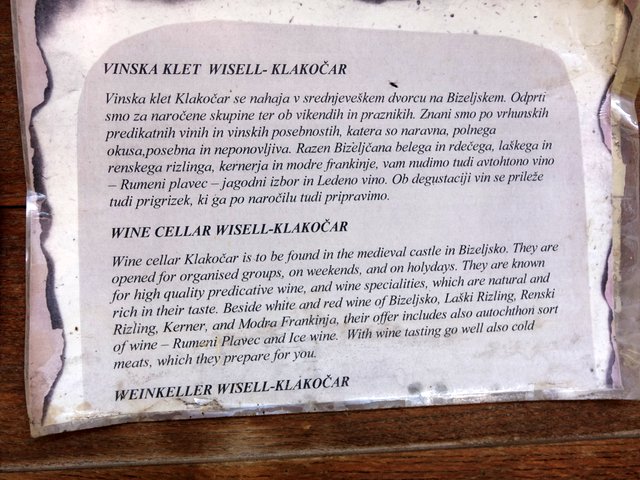 VINSKA KLET WISELL- KLAKOČAR
Vinska klet Klakočar se nahaja v srednjeveškem dvorcu na Bizeljskem. Odprti
smo za naročene skupine ter ob vikendih in praznikih. Znani smo po vrhunskih
predikatnih vinih in vinskih posebnostih, katera so naravna, polnega
okusa,posebna in neponovljiva. Razen Bizeljčana belega in rdečega, laškega in
renskega rizlinga, kernerja in modre frankinje, vam nudimo tudi avtohtono vino
– Rumeni plavec – jagodni izbor in Ledeno vino. Ob degustaciji vin se prileže
tudi prigrizek, ki ga po naročilu tudi pripravimo.
WINE CELLAR WISELL-KLAKOČAR
Wine cellar Klakočar is to be found in the medieval castle in Bizeljsko. They are
opened for organised groups, on weekends, and on holydays. They are known
for high quality predicative wine, and wine specialities, which are natural and
rich in their taste. Beside white and red wine of Bizeljsko, Laški Rizling, Renski
Rizling, Kerner, and Modra Frankinja, their offer includes also autochthon sort
of wine – Rumeni Plavec and Ice wine. With wine tasting go well also cold
meats, which they prepare for you.
WEINKELLER WISELL-KLAKOČAR